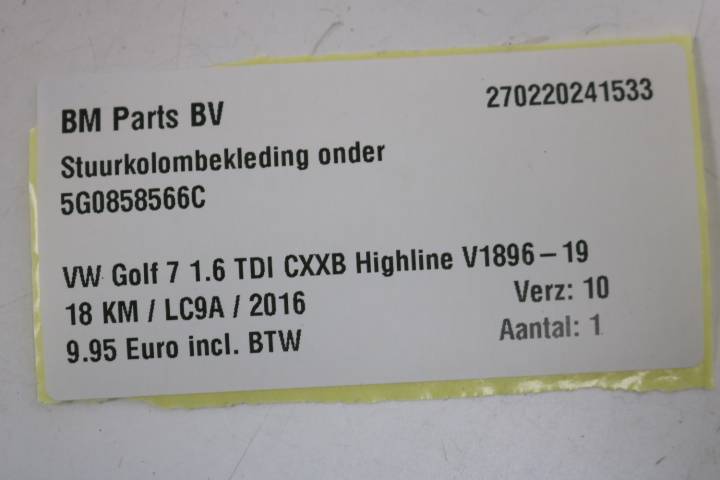 BM Parts BV 270220241533
Stuurkolombekleding onder
5G0858566C
VW Golf 7 1.6 TDI CXXB Highline V1896-19
18 KM / LC9A / 2016 Verz: 10
9.95 Euro incl. BTW Aantal: 1